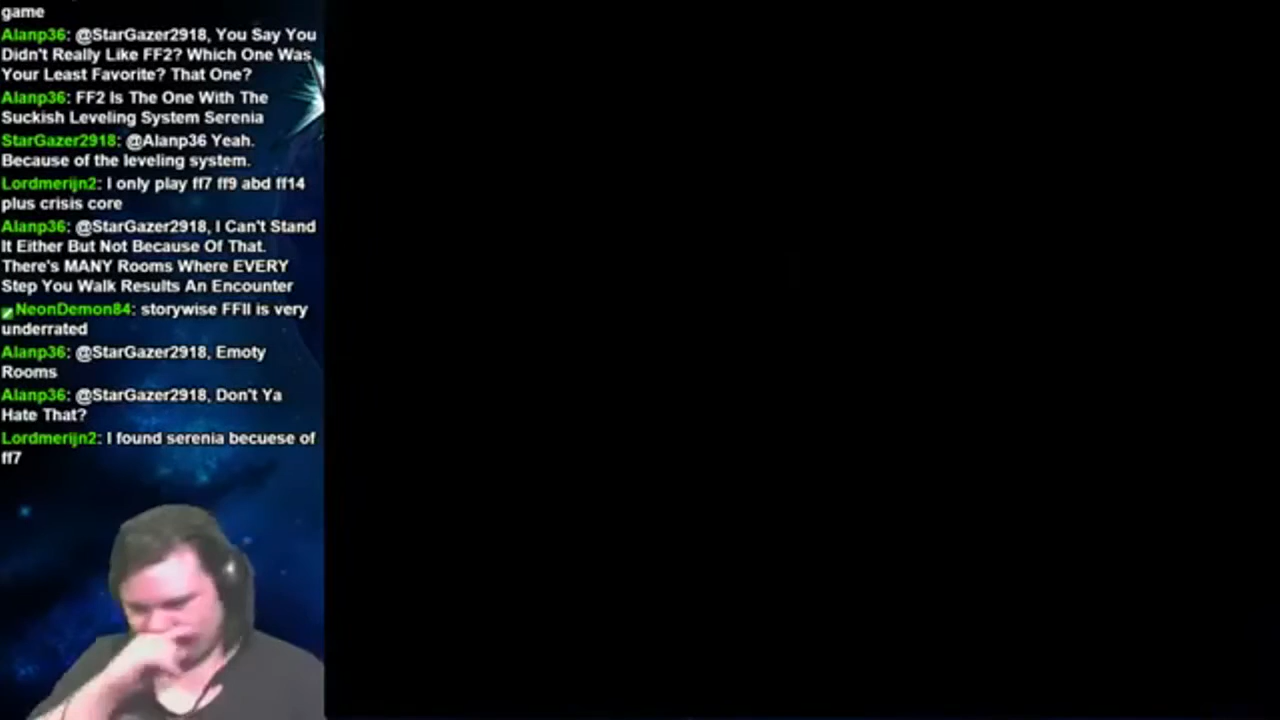 game
Alanp36: @StarGazer2918, You Say You
Didn't Really Like FF2? Which One Was
Your Least Favorite? That One?
Alanp36: FF2 Is The One With The
Suckish Leveling System Serenia
StarGazer2918: @Alanp36 Yeah.
Because of the leveling system.
Lordmerijn2: I only play ff7 ff9 abd ff14
plus crisis core
Alanp36: @StarGazer2918, I Can't Stand
It Either But Not Because Of That.
There's MANY Rooms Where EVERY
Step You Walk Results An Encounter
NeonDemon84: storywise FFII is very
underrated
Alanp36: @StarGazer2918, Emoty
Rooms
Alanp36: @StarGazer2918, Don't Ya
Hate That?
Lordmerijn2: I found serenia becuese of
ff7